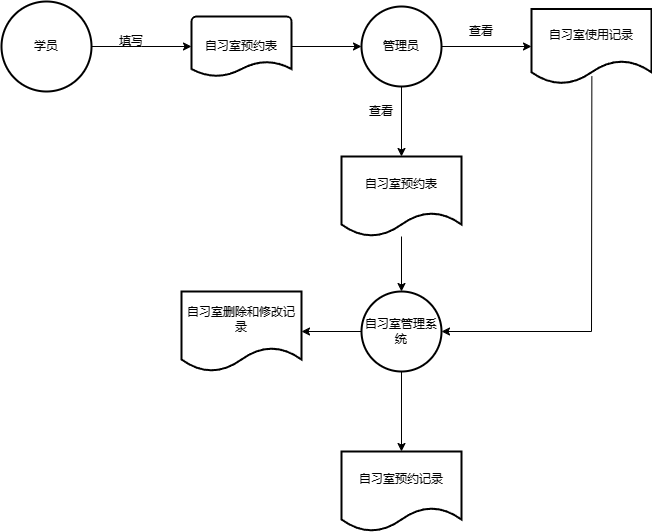 学员
填写
自习室预约表
管理员
查看
自习室使用记录
查看
自习室预约表
自习室删除和修改记
录
自习室管理系
统
自习室预约记录